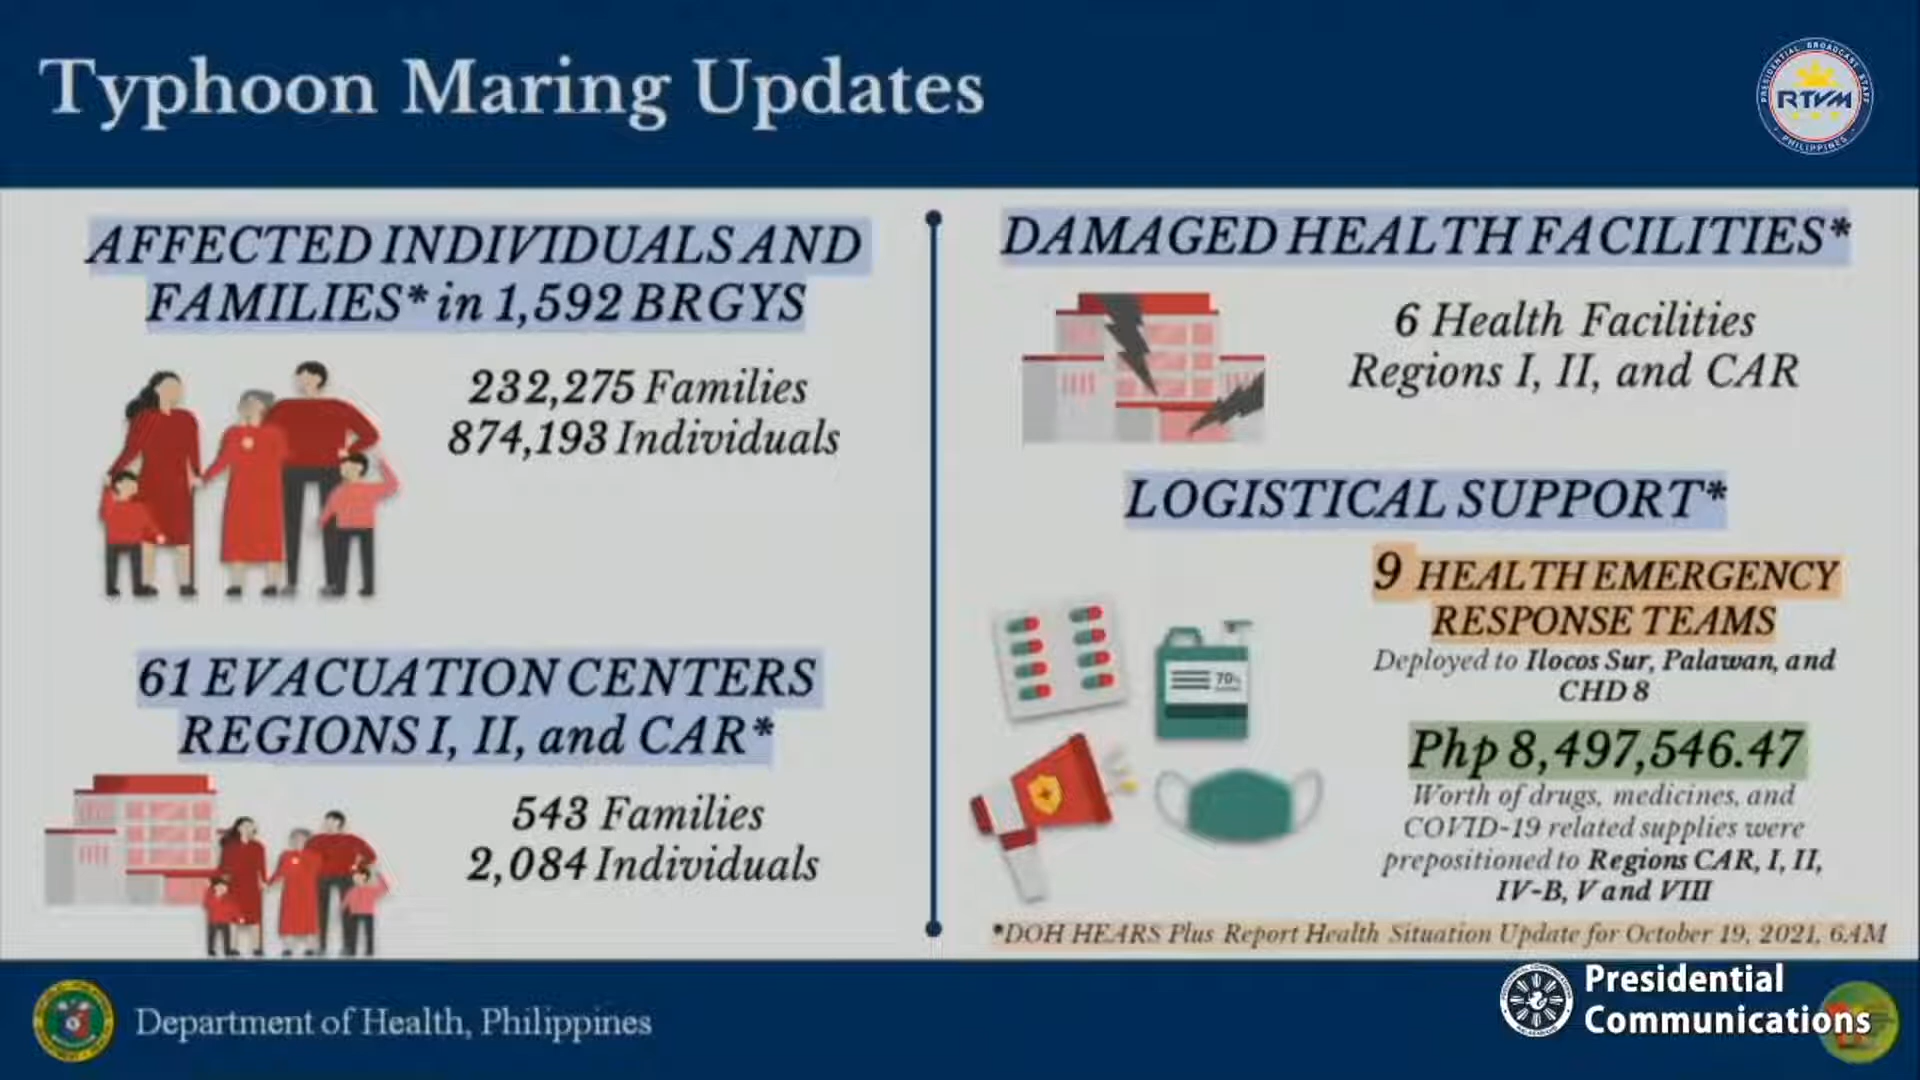 Typhoon Maring Updates
PRESIDENTIAL BROADCAST STAFF
RTVM
PHILIPPINES
AFFECTED INDIVIDUALS AND
FAMILIES* in 1,592 BRGYS
232,275 Families
874,193 Individuals
61 EVACUATION CENTERS
REGIONS I, II, and CAR*
543 Families
2,084 Individuals
DAMAGED HEALTH FACILITIES*
6 Health Facilities
Regions I, II, and CAR
LOGISTICAL SUPPORT*
9 HEALTH EMERGENCY
RESPONSE TEAMS
Deployed to Ilocos Sur, Palawan, and
CHD 8
70%
Php 8,497,546.47
Worth of drugs, medicines, and
COVID-19 related supplies were
prepositioned to Regions CAR, I, II,
IV-B, V and VIII
*DOH HEARS Plus Report Health Situation Update for October 19, 2021, 6AM
Department of Health, Philippines
Presidential
Communications